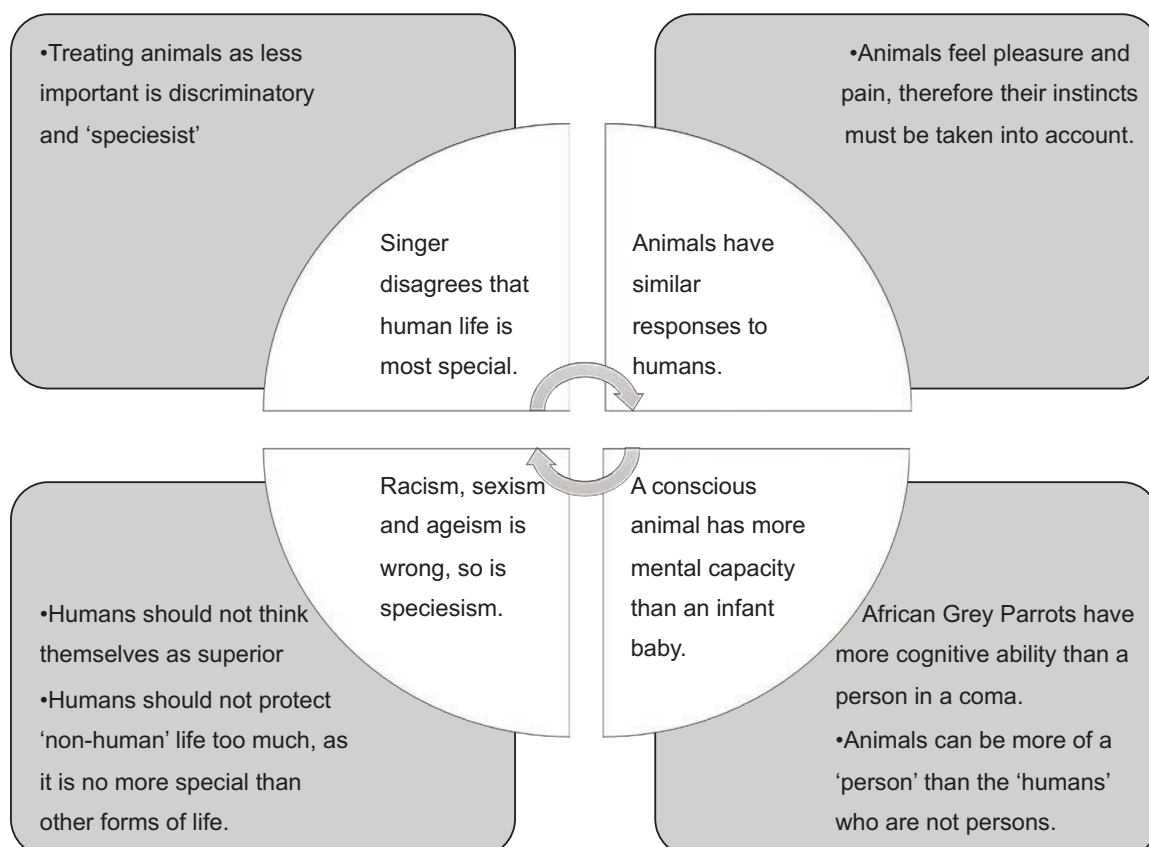 •Treating animals as less
important is discriminatory
and ‘speciesist’
Singer
disagrees that
human life is
most special.
•Animals feel pleasure and
pain, therefore their instincts
must be taken into account.
Animals have
similar
responses to
humans.
Racism, sexism
and ageism is
wrong, so is
speciesism.
•Humans should not think
themselves as superior
•Humans should not protect
‘non-human’ life too much, as
it is no more special than
other forms of life.
A conscious
animal has more
mental capacity
than an infant
baby.
African Grey Parrots have
more cognitive ability than a
person in a coma.
•Animals can be more of a
‘person’ than the ‘humans’
who are not persons.